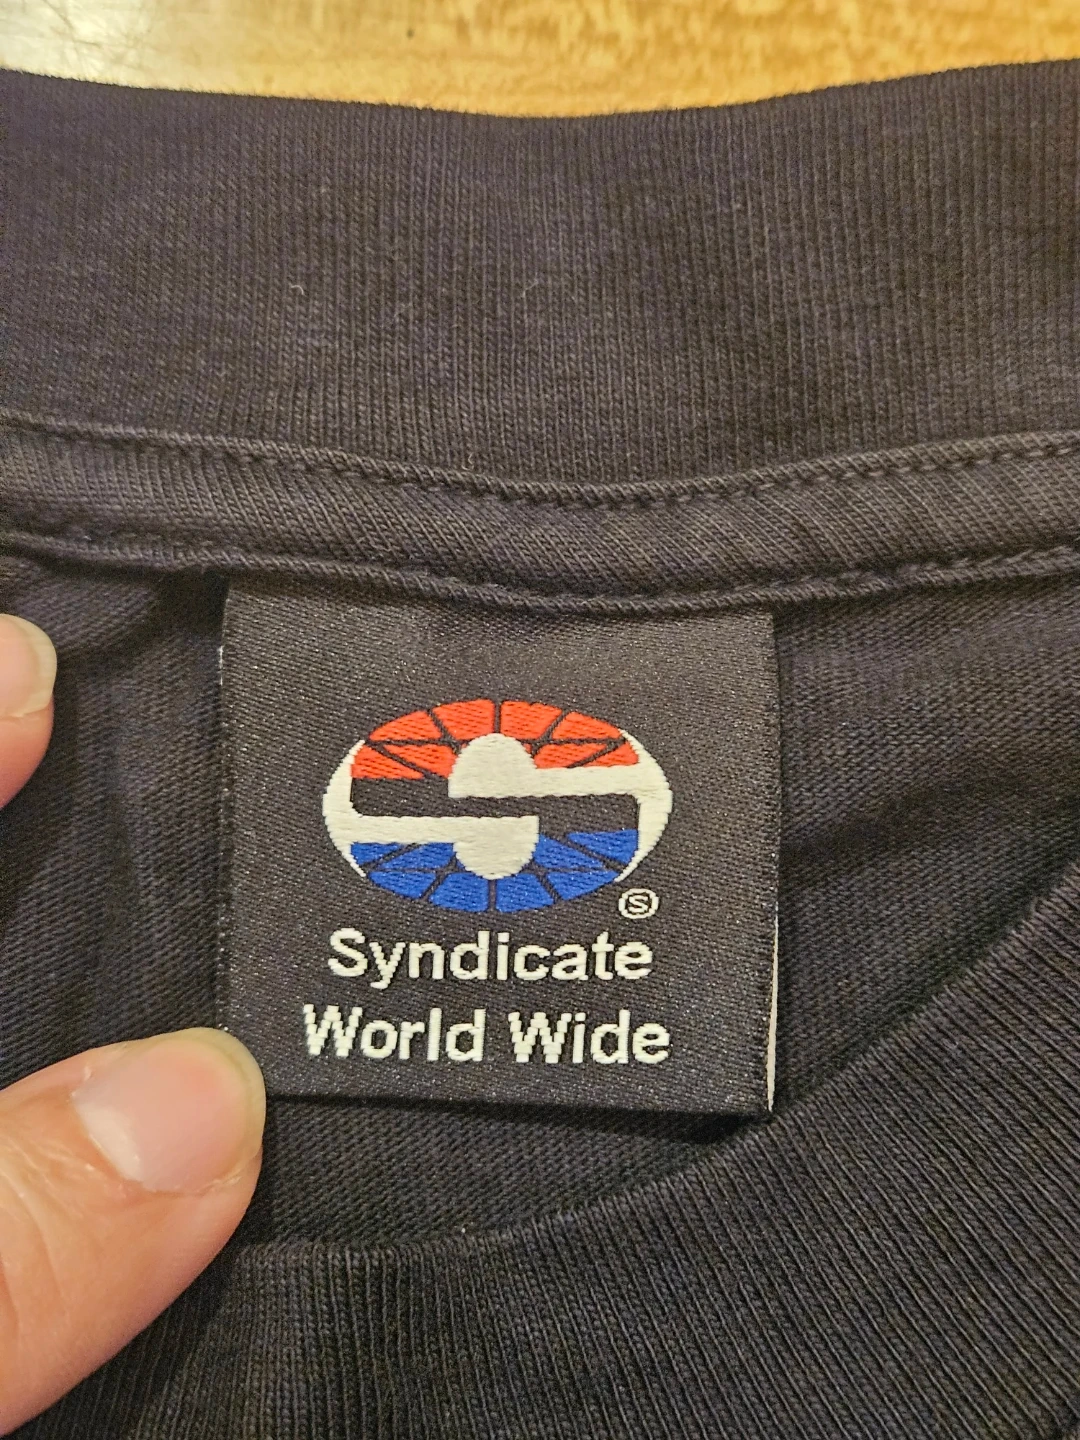 Ⓢ
Syndicate
World Wide